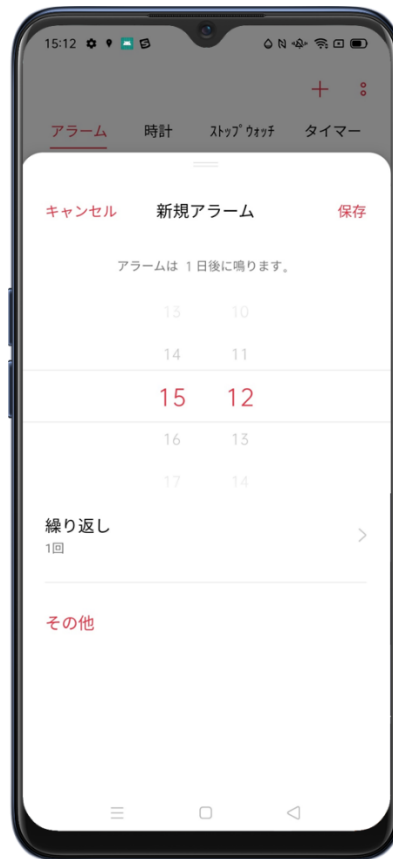 15:12
アラーム 時計 ｽﾄｯﾌﾟｳｫｯﾁ タイマー
キャンセル 新規アラーム 保存
アラームは 1日後に鳴ります。
13 10
14 11
15 12
16 13
17 14
繰り返し
1回
その他